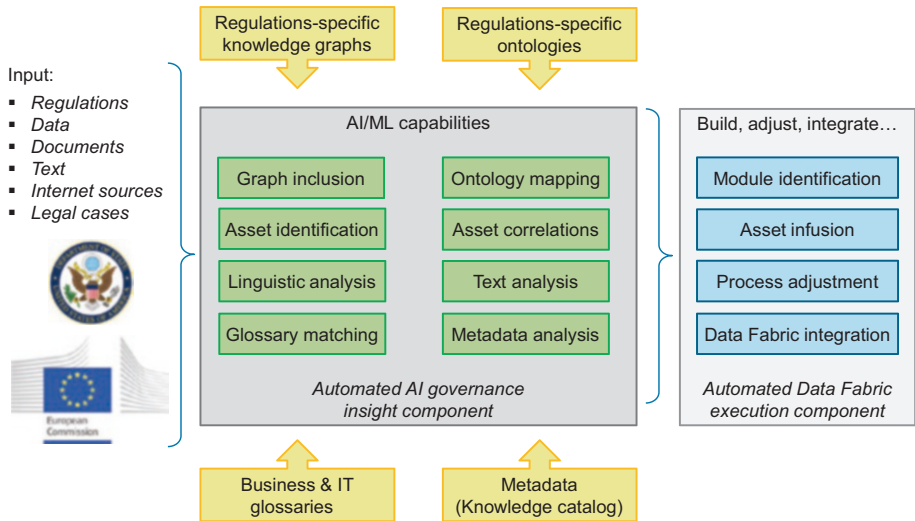 Regulations-specific
knowledge graphs
Regulations-specific
ontologies
Input:
▪ Regulations
▪ Data
▪ Documents
▪ Text
▪ Internet sources
▪ Legal cases
European
Commission
AI/ML capabilities
Graph inclusion
Ontology mapping
Asset identification
Asset correlations
Linguistic analysis
Text analysis
Glossary matching
Metadata analysis
Automated AI governance
insight component
Build, adjust, integrate…
Module identification
Asset infusion
Process adjustment
Data Fabric integration
Automated Data Fabric
execution component
Business & IT
glossaries
Metadata
(Knowledge catalog)